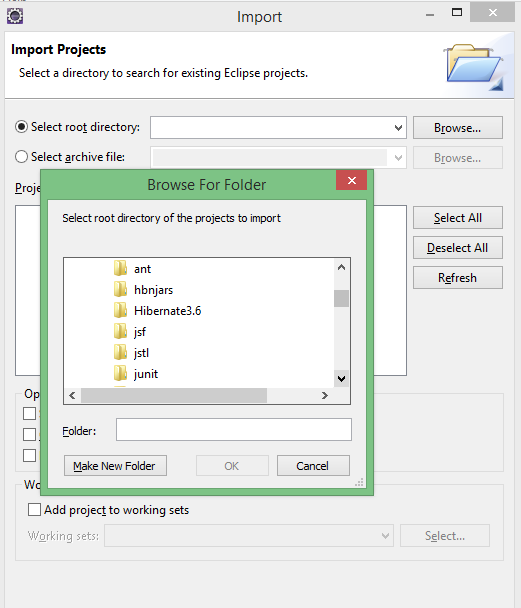 Import
Import Projects
Select a directory to search for existing Eclipse projects.
Select root directory:
Browse...
Select archive file:
Browse...
Proje
Browse For Folder
Select root directory of the projects to import
ant
hbnjars
Hibernate3.6
jsf
jstl
junit
Folder:
Make New Folder
OK
Cancel
Select All
Deselect All
Refresh
Op
Wo
Add project to working sets
Working sets:
Select...